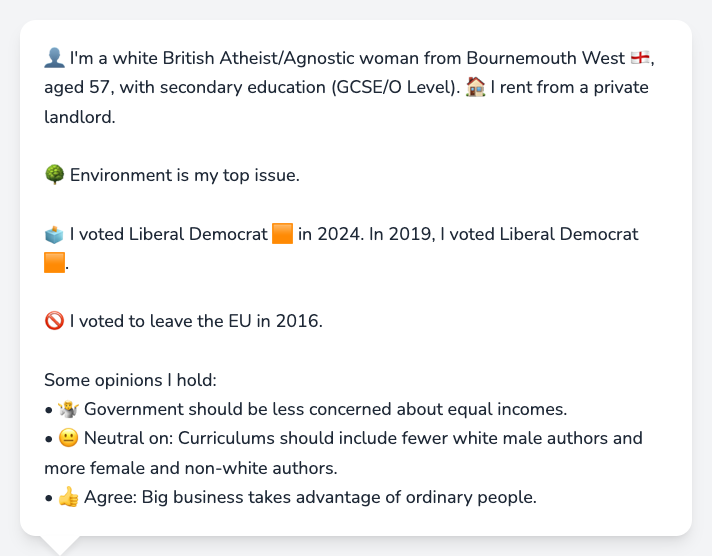 👤 I'm a white British Atheist/Agnostic woman from Bournemouth West 🏴󠁧󠁢󠁥󠁮󠁧󠁿,
aged 57, with secondary education (GCSE/O Level). 🏠 I rent from a private
landlord.
🌳 Environment is my top issue.
🗳️ I voted Liberal Democrat 🟧 in 2024. In 2019, I voted Liberal Democrat
🟧.
🚫 I voted to leave the EU in 2016.
Some opinions I hold:
• 🤷 Government should be less concerned about equal incomes.
• 😐 Neutral on: Curriculums should include fewer white male authors and
more female and non-white authors.
• 👍 Agree: Big business takes advantage of ordinary people.